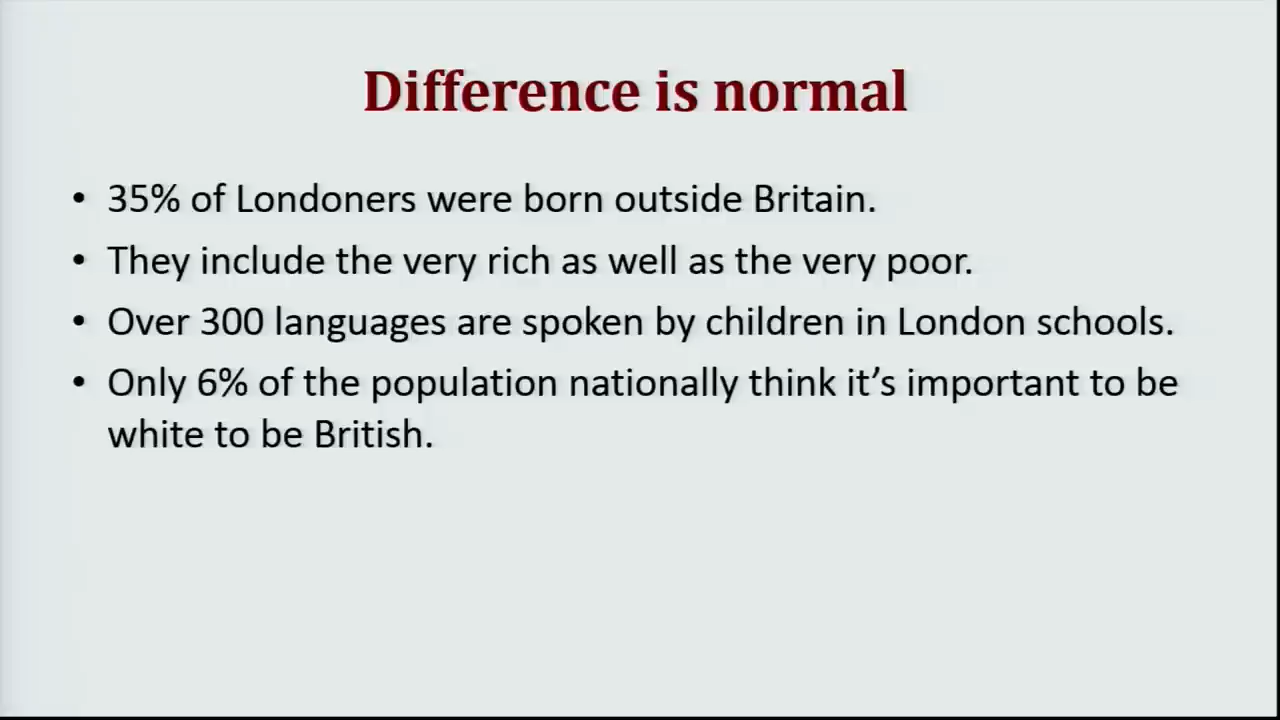 Difference is normal
• 35% of Londoners were born outside Britain.
• They include the very rich as well as the very poor.
• Over 300 languages are spoken by children in London schools.
• Only 6% of the population nationally think it’s important to be
white to be British.